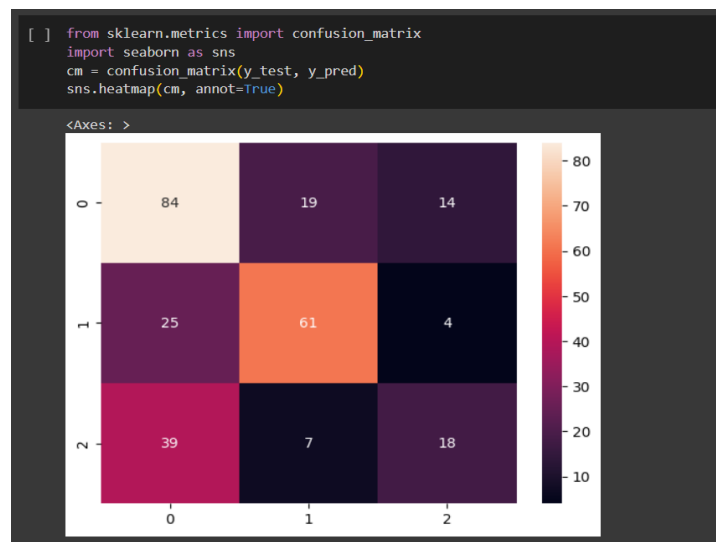 [ ] from sklearn.metrics import confusion_matrix
import seaborn as sns
cm = confusion_matrix(y_test, y_pred)
sns.heatmap(cm, annot=True)
<Axes: >
80
0 84 19 14
70
60
50
1 25 61 4
40
30
2 39 7 18
20
10
0 1 2